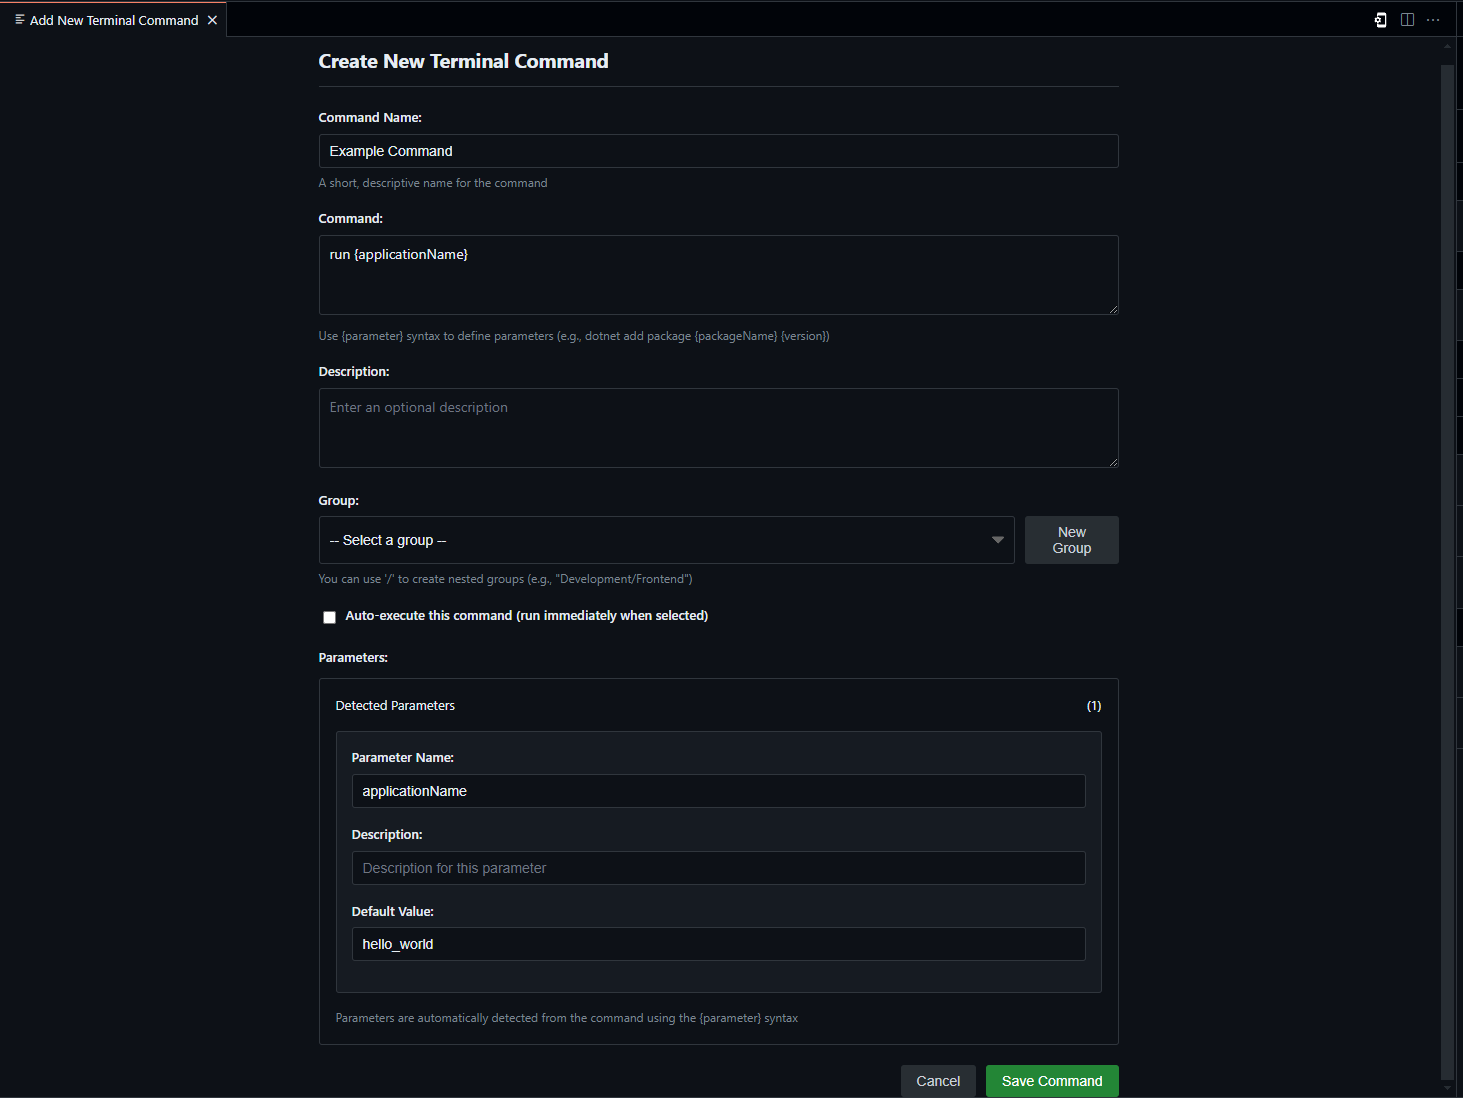 Add New Terminal Command
Create New Terminal Command
Command Name:
Example Command
A short, descriptive name for the command
Command:
run {applicationName}
Use {parameter} syntax to define parameters (e.g., dotnet add package {packageName} {version})
Description:
Enter an optional description
Group:
-- Select a group --
New
Group
You can use '/' to create nested groups (e.g., "Development/Frontend")
Auto-execute this command (run immediately when selected)
Parameters:
Detected Parameters (1)
Parameter Name:
applicationName
Description:
Description for this parameter
Default Value:
hello_world
Parameters are automatically detected from the command using the {parameter} syntax
Cancel Save Command